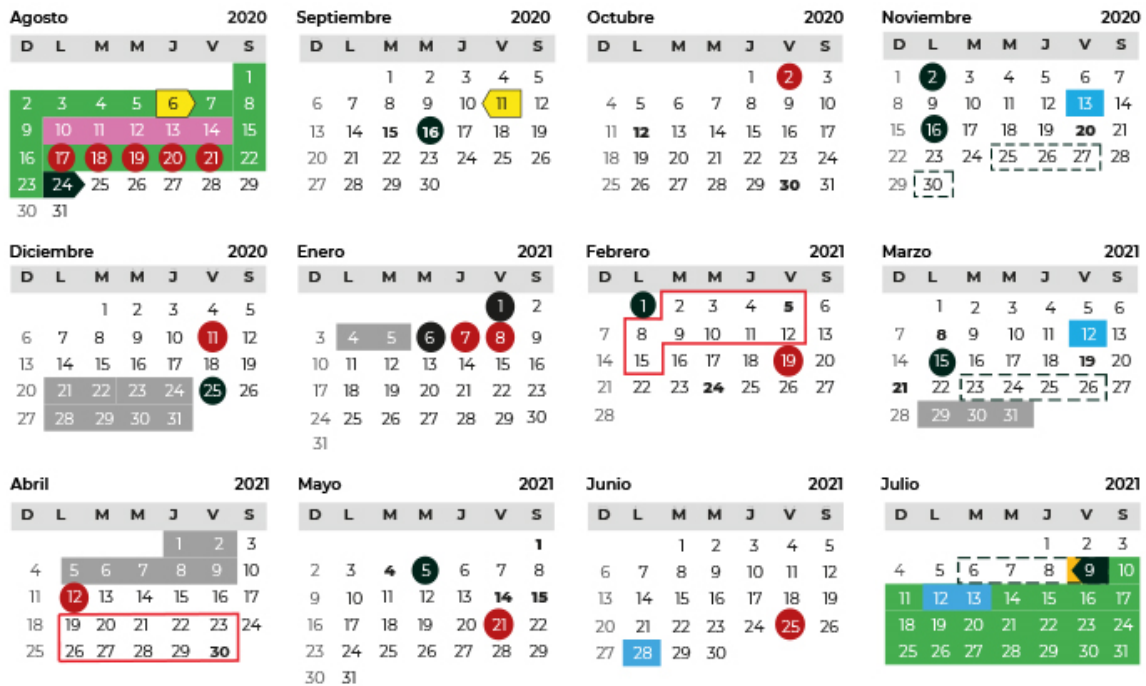 Agosto 2020
D L M M J V S
1
2 3 4 5 6 7 8
9 10 11 12 13 14 15
16 17 18 19 20 21 22
23 24 25 26 27 28 29
30 31
Septiembre 2020
D L M M J V S
1 2 3 4 5
6 7 8 9 10 11 12
13 14 15 16 17 18 19
20 21 22 23 24 25 26
27 28 29 30
Octubre 2020
D L M M J V S
1 2 3
4 5 6 7 8 9 10
11 12 13 14 15 16 17
18 19 20 21 22 23 24
25 26 27 28 29 30 31
Noviembre 2020
D L M M J V S
1 2 3 4 5 6 7
8 9 10 11 12 13 14
15 16 17 18 19 20 21
22 23 24 25 26 27 28
29 30
Diciembre 2020
D L M M J V S
1 2 3 4 5
6 7 8 9 10 11 12
13 14 15 16 17 18 19
20 21 22 23 24 25 26
27 28 29 30 31
Enero 2021
D L M M J V S
1 2
3 4 5 6 7 8 9
10 11 12 13 14 15 16
17 18 19 20 21 22 23
24 25 26 27 28 29 30
31
Febrero 2021
D L M M J V S
1 2 3 4 5 6
7 8 9 10 11 12 13
14 15 16 17 18 19 20
21 22 23 24 25 26 27
28
Marzo 2021
D L M M J V S
1 2 3 4 5 6
7 8 9 10 11 12 13
14 15 16 17 18 19 20
21 22 23 24 25 26 27
28 29 30 31
Abril 2021
D L M M J V S
1 2 3
4 5 6 7 8 9 10
11 12 13 14 15 16 17
18 19 20 21 22 23 24
25 26 27 28 29 30
Mayo 2021
D L M M J V S
1
2 3 4 5 6 7 8
9 10 11 12 13 14 15
16 17 18 19 20 21 22
23 24 25 26 27 28 29
30 31
Junio 2021
D L M M J V S
1 2 3 4 5
6 7 8 9 10 11 12
13 14 15 16 17 18 19
20 21 22 23 24 25 26
27 28 29 30
Julio 2021
D L M M J V S
1 2 3
4 5 6 7 8 9 10
11 12 13 14 15 16 17
18 19 20 21 22 23 24
25 26 27 28 29 30 31